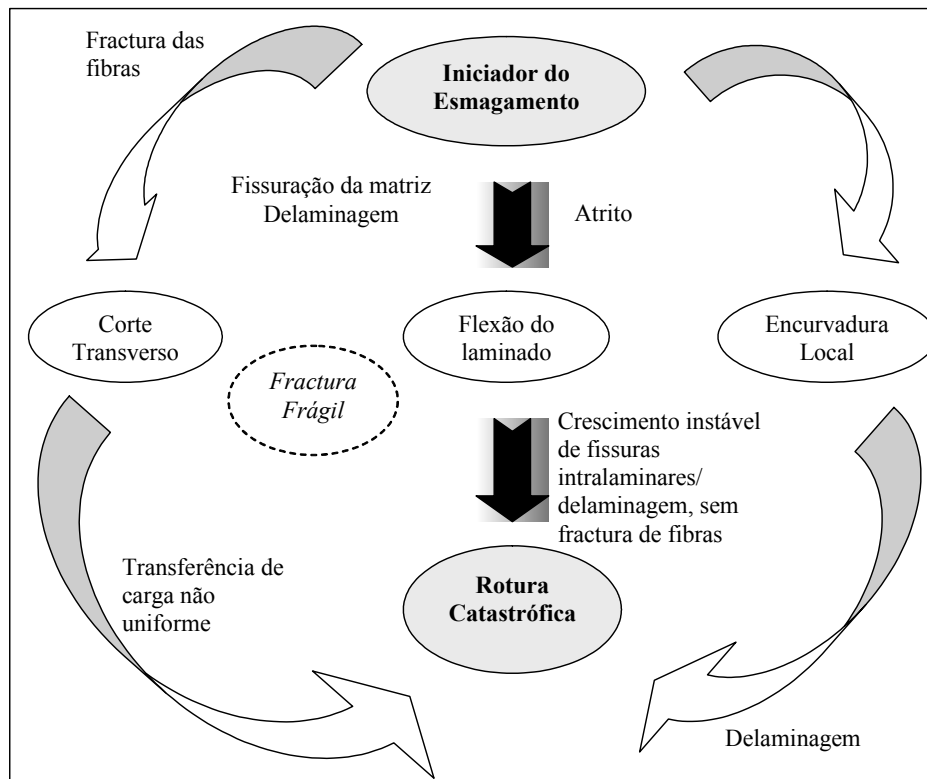 Fractura das
fibras
Iniciador do
Esmagamento
Fissuração da matriz
Delaminagem
Atrito
Corte
Transverso
Fractura
Frágil
Flexão do
laminado
Encurvadura
Local
Crescimento instável
de fissuras
intralaminares/
delaminagem, sem
fractura de fibras
Transferência de
carga não
uniforme
Rotura
Catastrófica
Delaminagem